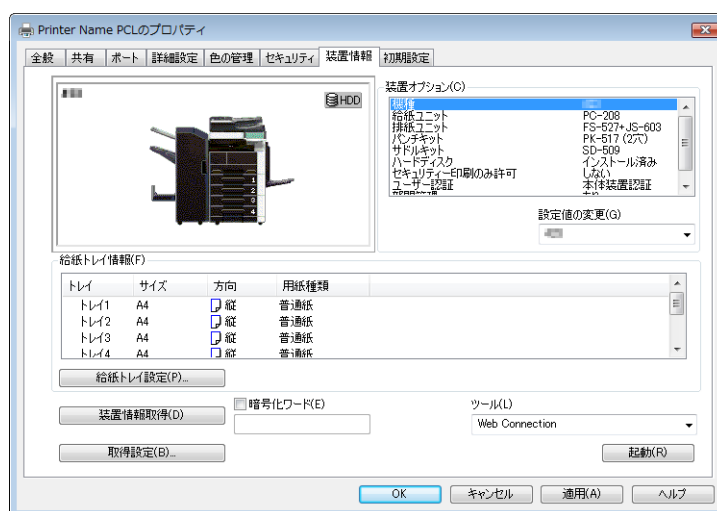 Printer Name PCLのプロパティ
全般 共有 ポート 詳細設定 色の管理 セキュリティ 装置情報 初期設定
HDD
1
2
3
4
装置オプション(C)
機種
給紙ユニット PC-208
排紙ユニット FS-527+JS-603
パンチキット PK-517 (2穴)
サドルキット SD-509
ハードディスク インストール済み
セキュリティー印刷のみ許可 しない
ユーザー認証 本体装置認証
設定値の変更(G)
給紙トレイ情報(F)
トレイ サイズ 方向 用紙種類
トレイ1 A4 縦 普通紙
トレイ2 A4 縦 普通紙
トレイ3 A4 縦 普通紙
トレイ4 A4 縦 普通紙
給紙トレイ設定(P)...
装置情報取得(D) 暗号化ワード(E) ツール(L)
Web Connection
取得設定(B)... 起動(R)
OK キャンセル 適用(A) ヘルプ